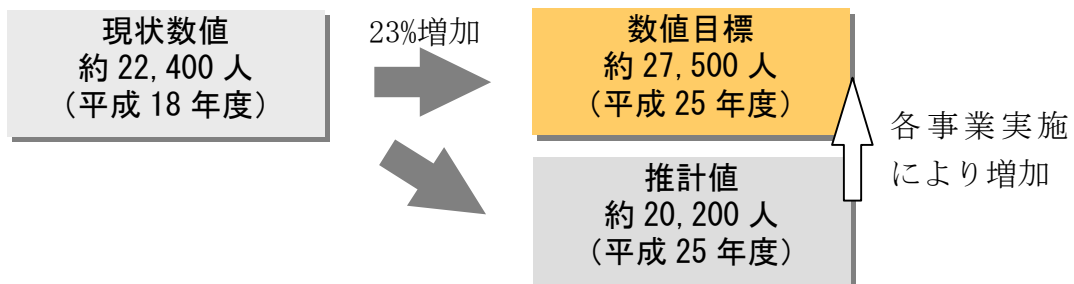 現状数値
約 22,400 人
（平成 18 年度）
23%増加
数値目標
約 27,500 人
（平成 25 年度）
各事業実施
により増加
推計値
約 20,200 人
（平成 25 年度）